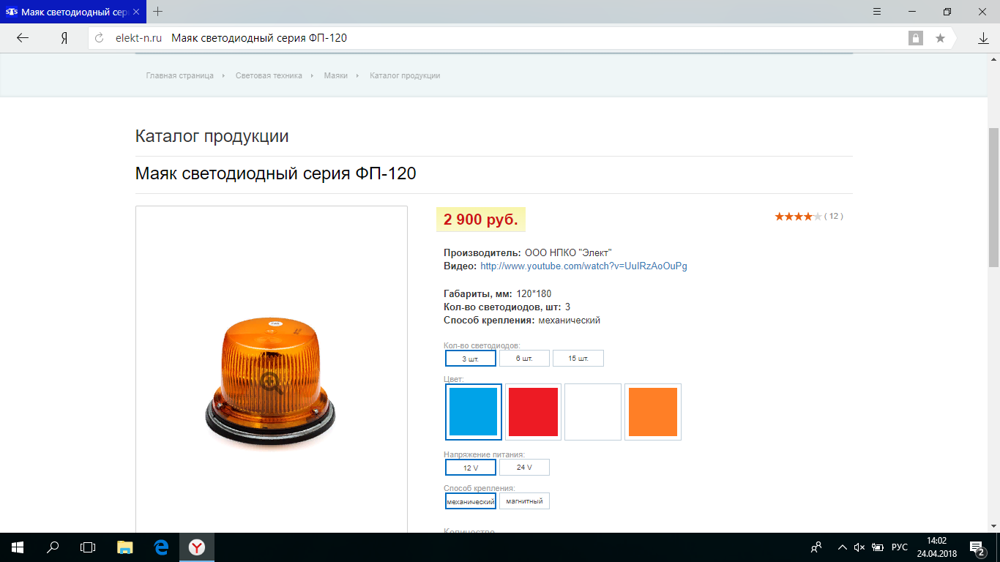 Маяк светодиодный сер
elekt-n.ru Маяк светодиодный серия ФП-120
Главная страница Световая техника Маяки Каталог продукции
Каталог продукции
Маяк светодиодный серия ФП-120
2 900 руб.
( 12 )
Производитель: ООО НПКО "Элект"
Видео: http://www.youtube.com/watch?v=UulRzAoOuPg
Габариты, мм: 120*180
Кол-во светодиодов, шт: 3
Способ крепления: механический
Кол-во светодиодов:
3 шт. 6 шт. 15 шт.
Цвет:
Напряжение питания:
12 V 24 V
Способ крепления:
механический магнитный
Количество
РУС
14:02
24.04.2018
2